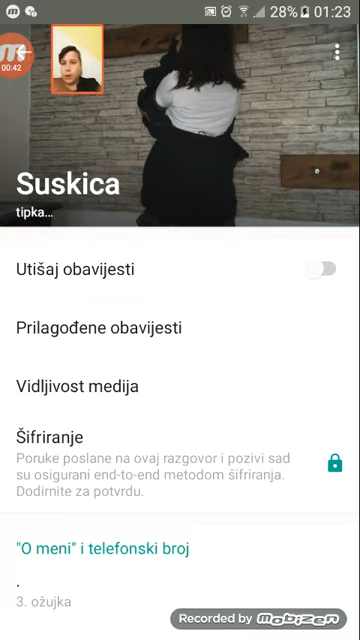 28% 01:23
00:42
Suskica
tipka...
Utišaj obavijesti
Prilagođene obavijesti
Vidljivost medija
Šifriranje
Poruke poslane na ovaj razgovor i pozivi sad
su osigurani end-to-end metodom šifriranja.
Dodirnite za potvrdu.
"O meni" i telefonski broj
.
3. ožujka
Recorded by Mobizen